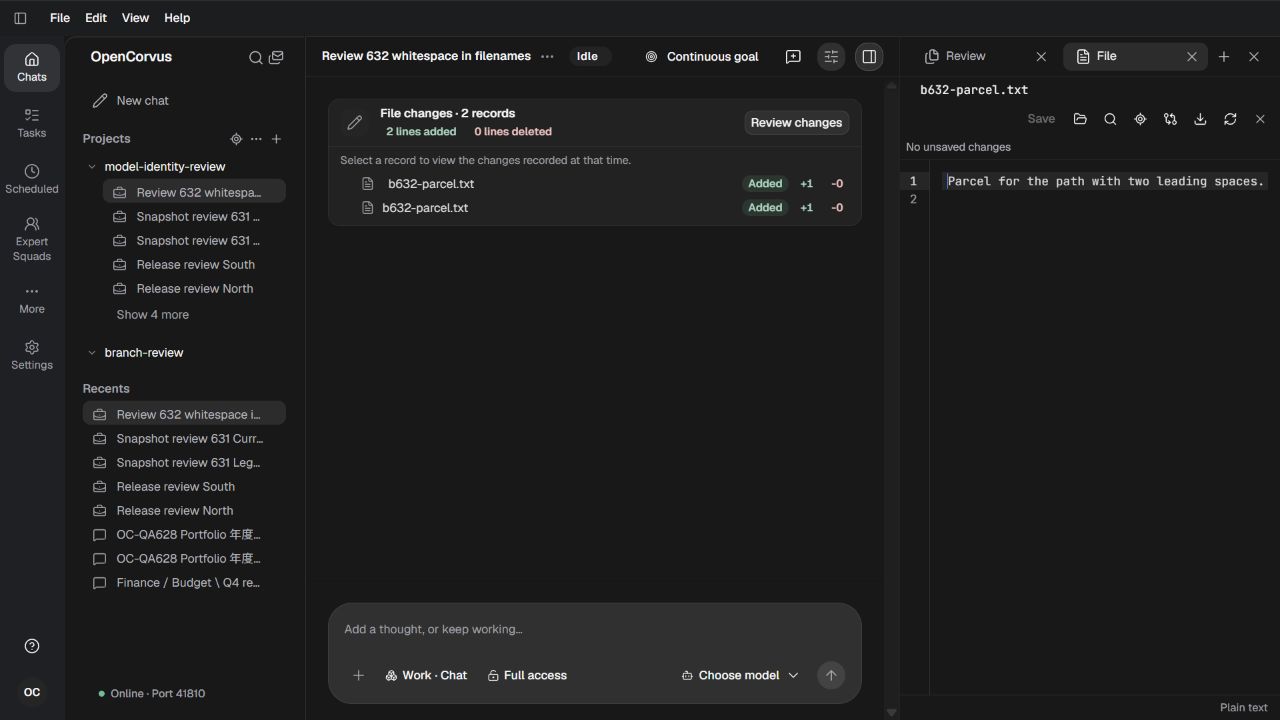 File Edit View Help
Chats
Tasks
Scheduled
Expert
Squads
More
Settings
OC
OpenCorvus
New chat
Projects
model-identity-review
Review 632 whitespa...
Snapshot review 631 ...
Snapshot review 631 ...
Release review South
Release review North
Show 4 more
branch-review
Recents
Review 632 whitespace i...
Snapshot review 631 Curr...
Snapshot review 631 Leg...
Release review South
Release review North
OC-QA628 Portfolio 年度...
OC-QA628 Portfolio 年度...
Finance / Budget \ Q4 re...
Online · Port 41810
Review 632 whitespace in filenames ··· Idle Continuous goal
File changes · 2 records
2 lines added 0 lines deleted
Review changes
Select a record to view the changes recorded at that time.
b632-parcel.txt Added +1 -0
b632-parcel.txt Added +1 -0
Add a thought, or keep working...
Work · Chat Full access Choose model
Review File
b632-parcel.txt
Save
No unsaved changes
1 Parcel for the path with two leading spaces.
2
Plain text